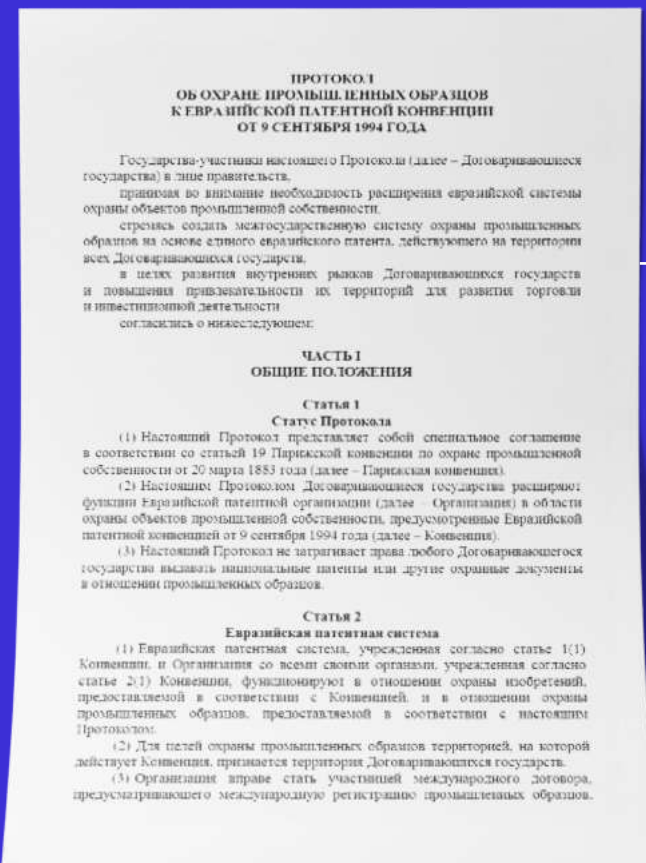 ПРОТОКОЛ
ОБ ОХРАНЕ ПРОМЫШЛЕННЫХ ОБРАЗЦОВ
К ЕВРАЗИЙСКОЙ ПАТЕНТНОЙ КОНВЕНЦИИ
ОТ 9 СЕНТЯБРЯ 1994 ГОДА
Государства-участники настоящего Протокола (далее – Договаривающиеся
государства) в лице правительств,
принимая во внимание необходимость расширения евразийской системы
охраны объектов промышленной собственности,
стремясь создать межгосударственную систему охраны промышленных
образцов на основе единого евразийского патента, действующего на территории
всех Договаривающихся государств,
в целях развития внутренних рынков Договаривающихся государств
и повышения привлекательности их территорий для развития торговли
и инвестиционной деятельности
согласились о нижеследующем:
ЧАСТЬ I
ОБЩИЕ ПОЛОЖЕНИЯ
Статья 1
Статус Протокола
(1) Настоящий Протокол представляет собой специальное соглашение
в соответствии со статьей 19 Парижской конвенции по охране промышленной
собственности от 20 марта 1883 года (далее – Парижская конвенция).
(2) Настоящим Протоколом Договаривающиеся государства расширяют
функции Евразийской патентной организации (далее – Организация) в области
охраны объектов промышленной собственности, предусмотренные Евразийской
патентной конвенцией от 9 сентября 1994 года (далее – Конвенция).
(3) Настоящий Протокол не затрагивает права любого Договаривающегося
государства выдавать национальные патенты или другие охранные документы
в отношении промышленных образцов.
Статья 2
Евразийская патентная система
(1) Евразийская патентная система, учрежденная согласно статье 1(1)
Конвенции, и Организация со всеми своими органами, учрежденная согласно
статье 2(1) Конвенции, функционируют в отношении охраны изобретений,
предоставляемой в соответствии с Конвенцией, и в отношении охраны
промышленных образцов, предоставляемой в соответствии с настоящим
Протоколом.
(2) Для целей охраны промышленных образцов территорией, на которой
действует Конвенция, признается территория Договаривающихся государств.
(3) Организация вправе стать участницей международного договора,
предусматривающего международную регистрацию промышленных образцов.